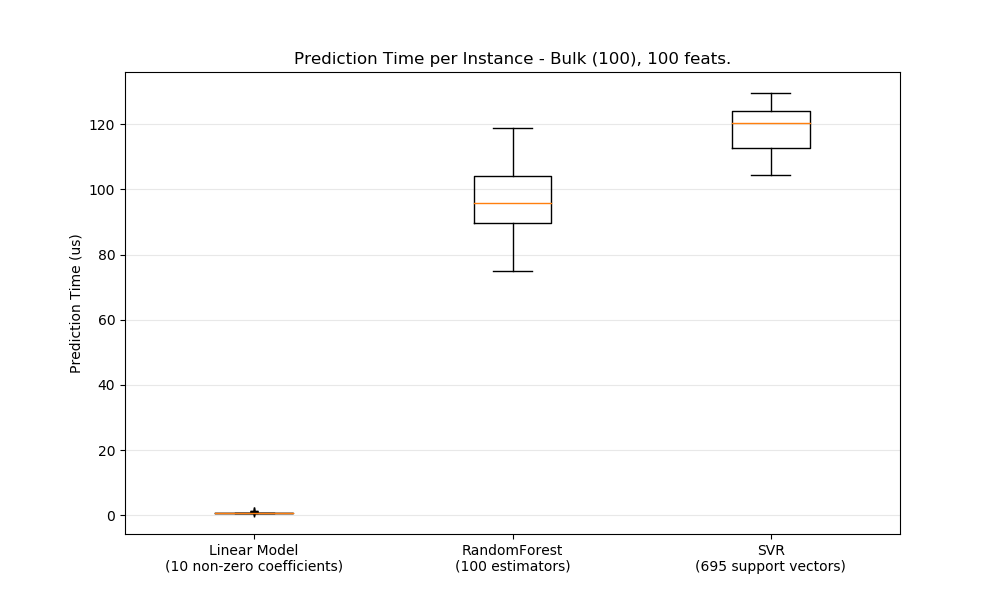 Prediction Time per Instance - Bulk (100), 100 feats.
Prediction Time (us)
120
100
80
60
40
20
0
Linear Model
(10 non-zero coefficients)
RandomForest
(100 estimators)
SVR
(695 support vectors)